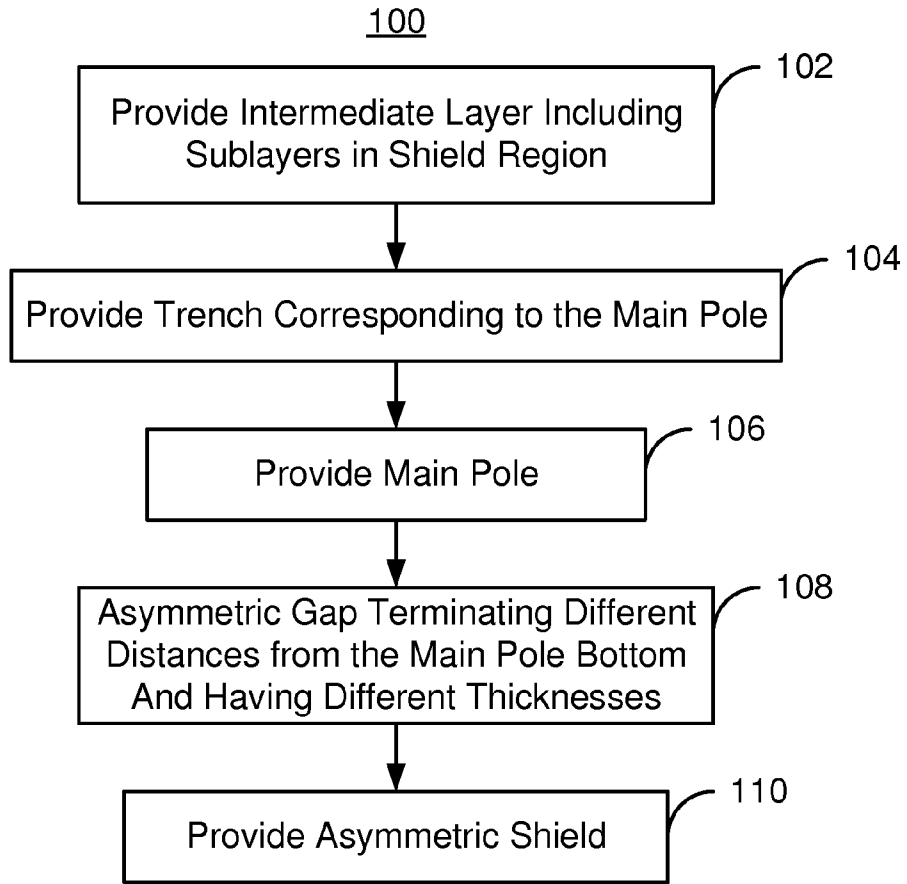 100
102
Provide Intermediate Layer Including
Sublayers in Shield Region
104
Provide Trench Corresponding to the Main Pole
106
Provide Main Pole
108
Asymmetric Gap Terminating Different
Distances from the Main Pole Bottom
And Having Different Thicknesses
110
Provide Asymmetric Shield